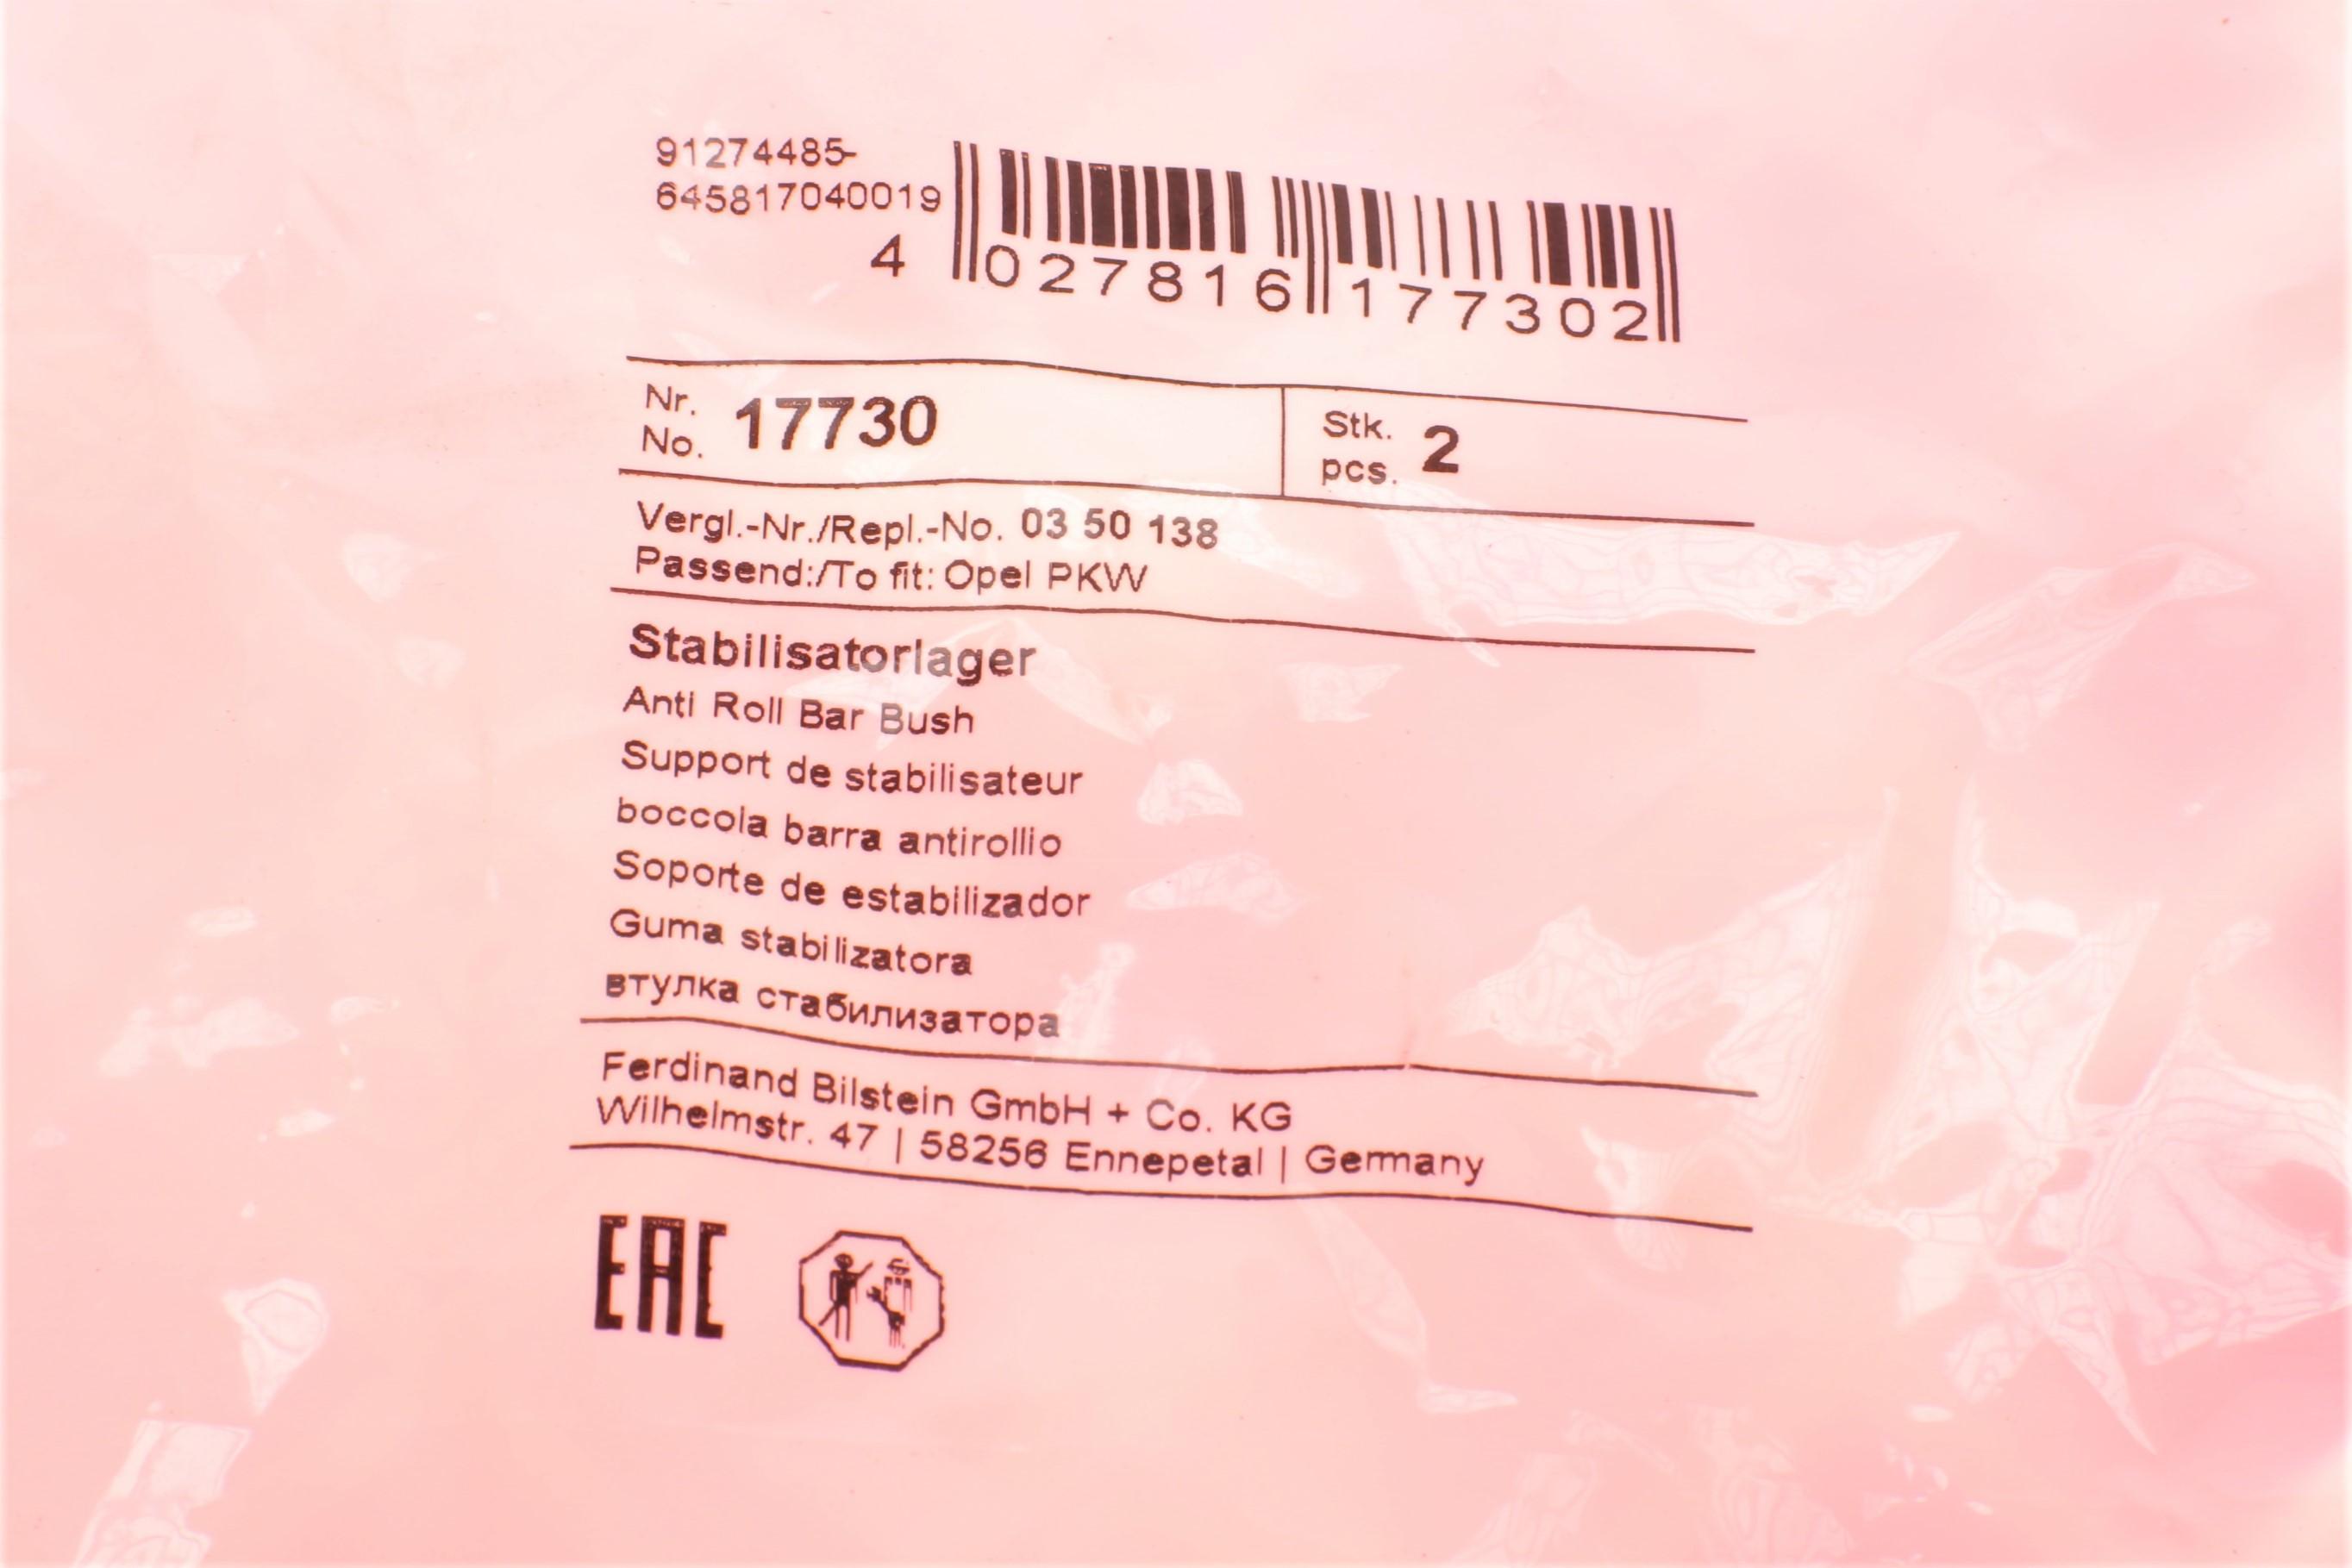 91274485-
645817040019
4 027816 177302
Nr. No. 17730
Stk. pcs. 2
Vergl.-Nr./Repl.-No. 03 50 138
Passend:/To fit: Opel PKW
Stabilisatorlager
Anti Roll Bar Bush
Support de stabilisateur
boccola barra antirollio
Soporte de estabilizador
Guma stabilizatora
втулка стабилизатора
Ferdinand Bilstein GmbH + Co. KG
Wilhelmstr. 47 | 58256 Ennepetal | Germany
EAC